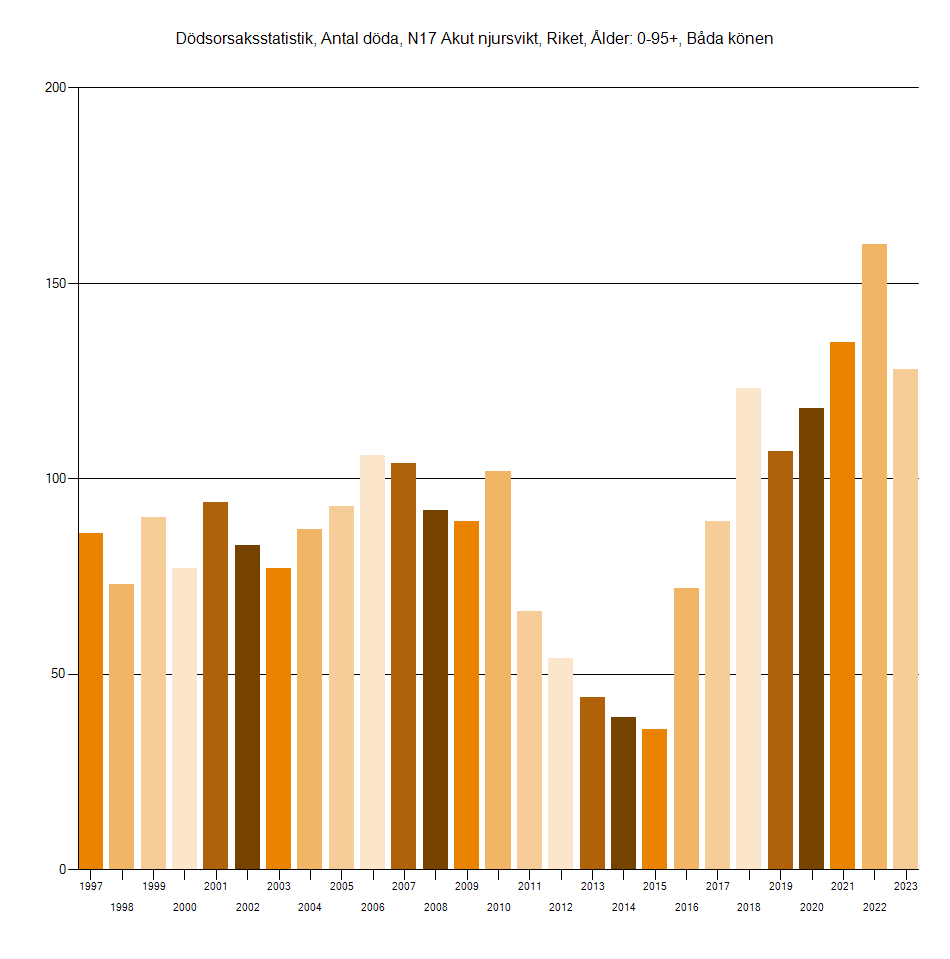 Dödsorsaksstatistik, Antal döda, N17 Akut njursvikt, Riket, Ålder: 0-95+, Båda könen
200
150
100
50
0
1997 1999 2001 2003 2005 2007 2009 2011 2013 2015 2017 2019 2021 2023
1998 2000 2002 2004 2006 2008 2010 2012 2014 2016 2018 2020 2022